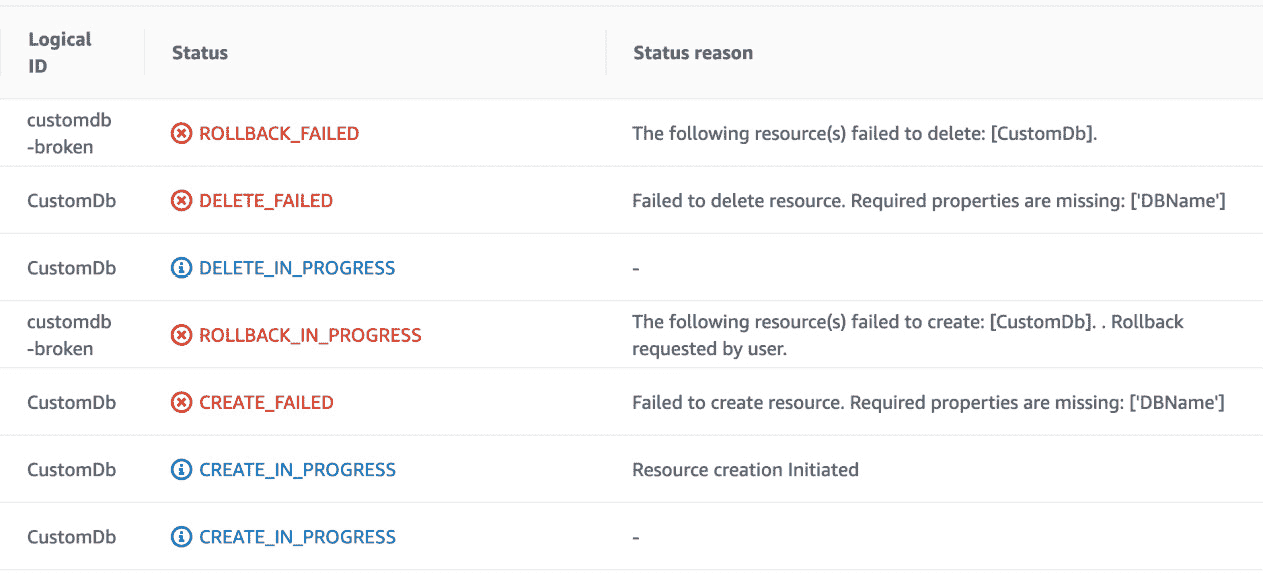 Logical
ID
Status
Status reason
customdb
-broken
ROLLBACK_FAILED
The following resource(s) failed to delete: [CustomDb].
CustomDb
DELETE_FAILED
Failed to delete resource. Required properties are missing: ['DBName']
CustomDb
DELETE_IN_PROGRESS
-
customdb
-broken
ROLLBACK_IN_PROGRESS
The following resource(s) failed to create: [CustomDb]. . Rollback
requested by user.
CustomDb
CREATE_FAILED
Failed to create resource. Required properties are missing: ['DBName']
CustomDb
CREATE_IN_PROGRESS
Resource creation Initiated
CustomDb
CREATE_IN_PROGRESS
-